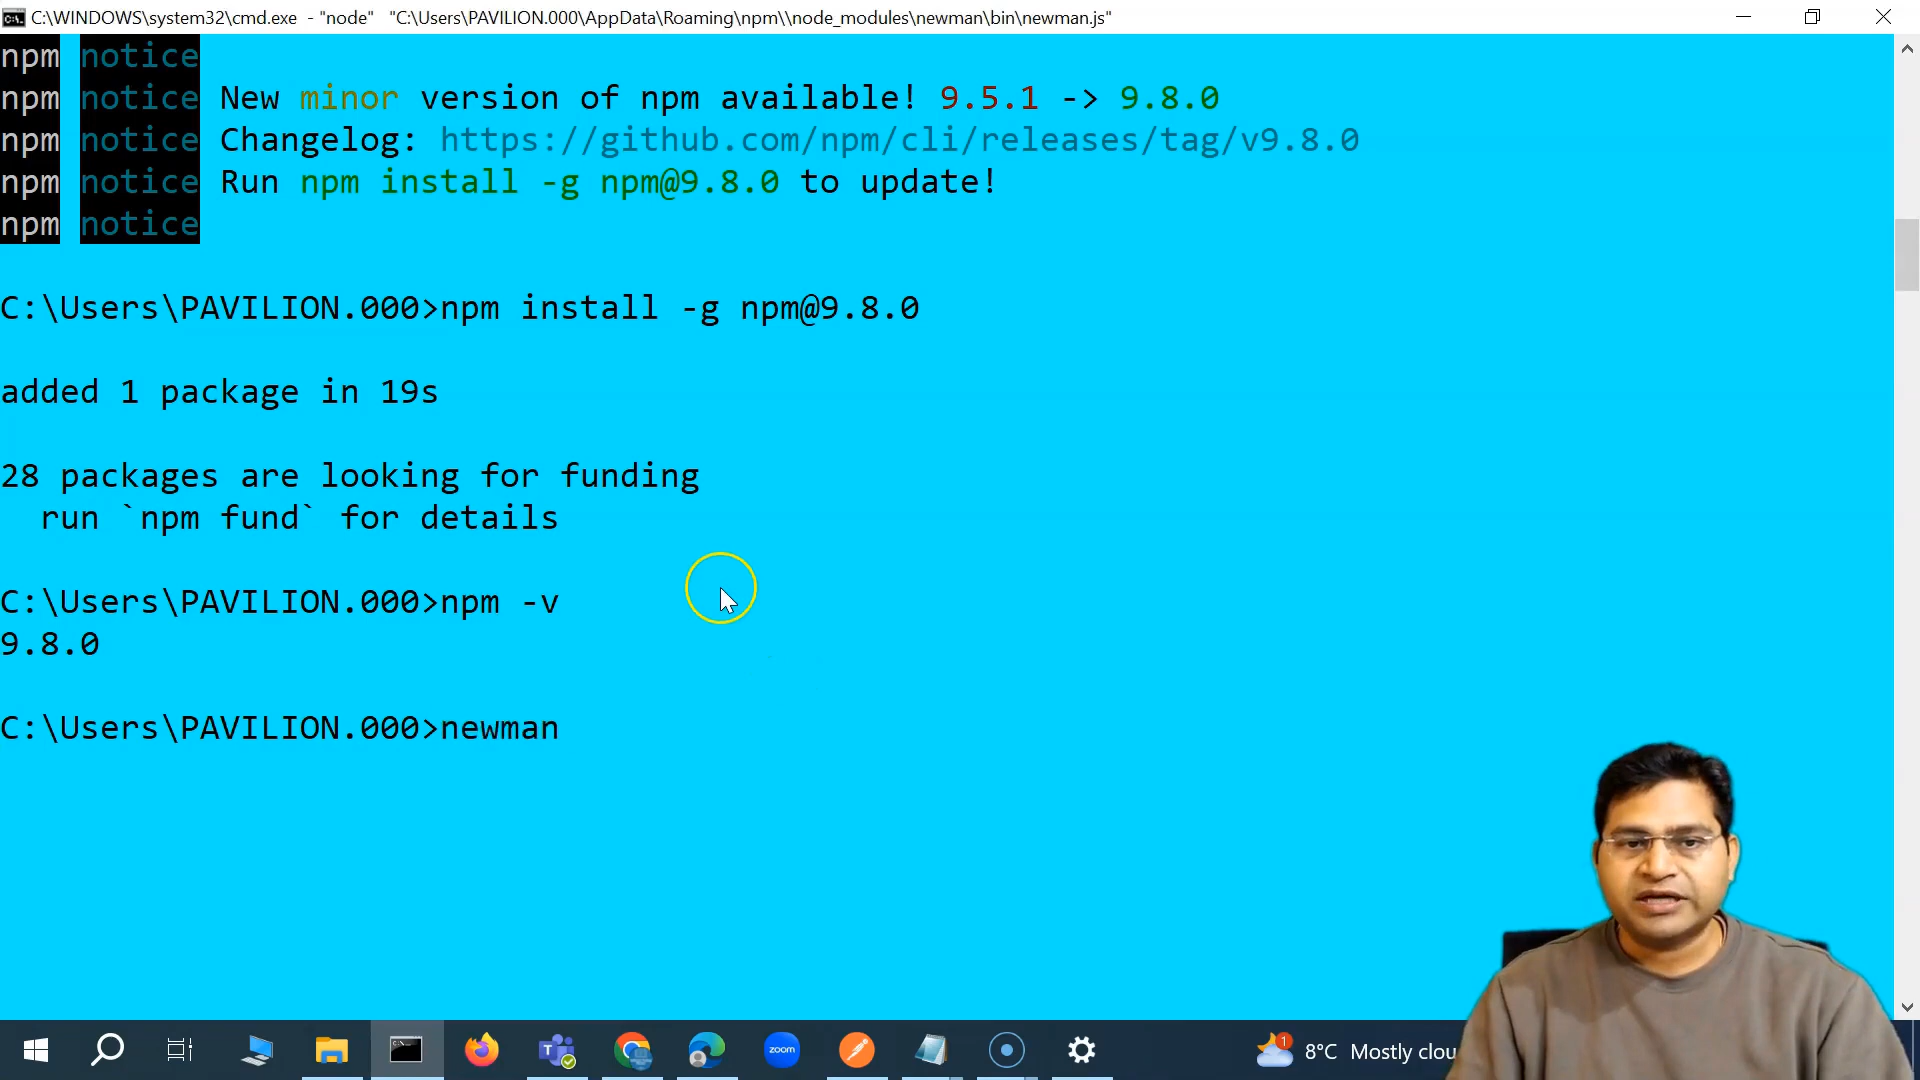 C:\WINDOWS\system32\cmd.exe - "node" "C:\Users\PAVILION.000\AppData\Roaming\npm\\node_modules\newman\bin\newman.js"
npm notice
npm notice New minor version of npm available! 9.5.1 -> 9.8.0
npm notice Changelog: https://github.com/npm/cli/releases/tag/v9.8.0
npm notice Run npm install -g npm@9.8.0 to update!
npm notice
C:\Users\PAVILION.000>npm install -g npm@9.8.0
added 1 package in 19s
28 packages are looking for funding
run `npm fund` for details
C:\Users\PAVILION.000>npm -v
9.8.0
C:\Users\PAVILION.000>newman
zoom
1
8°C Mostly clou